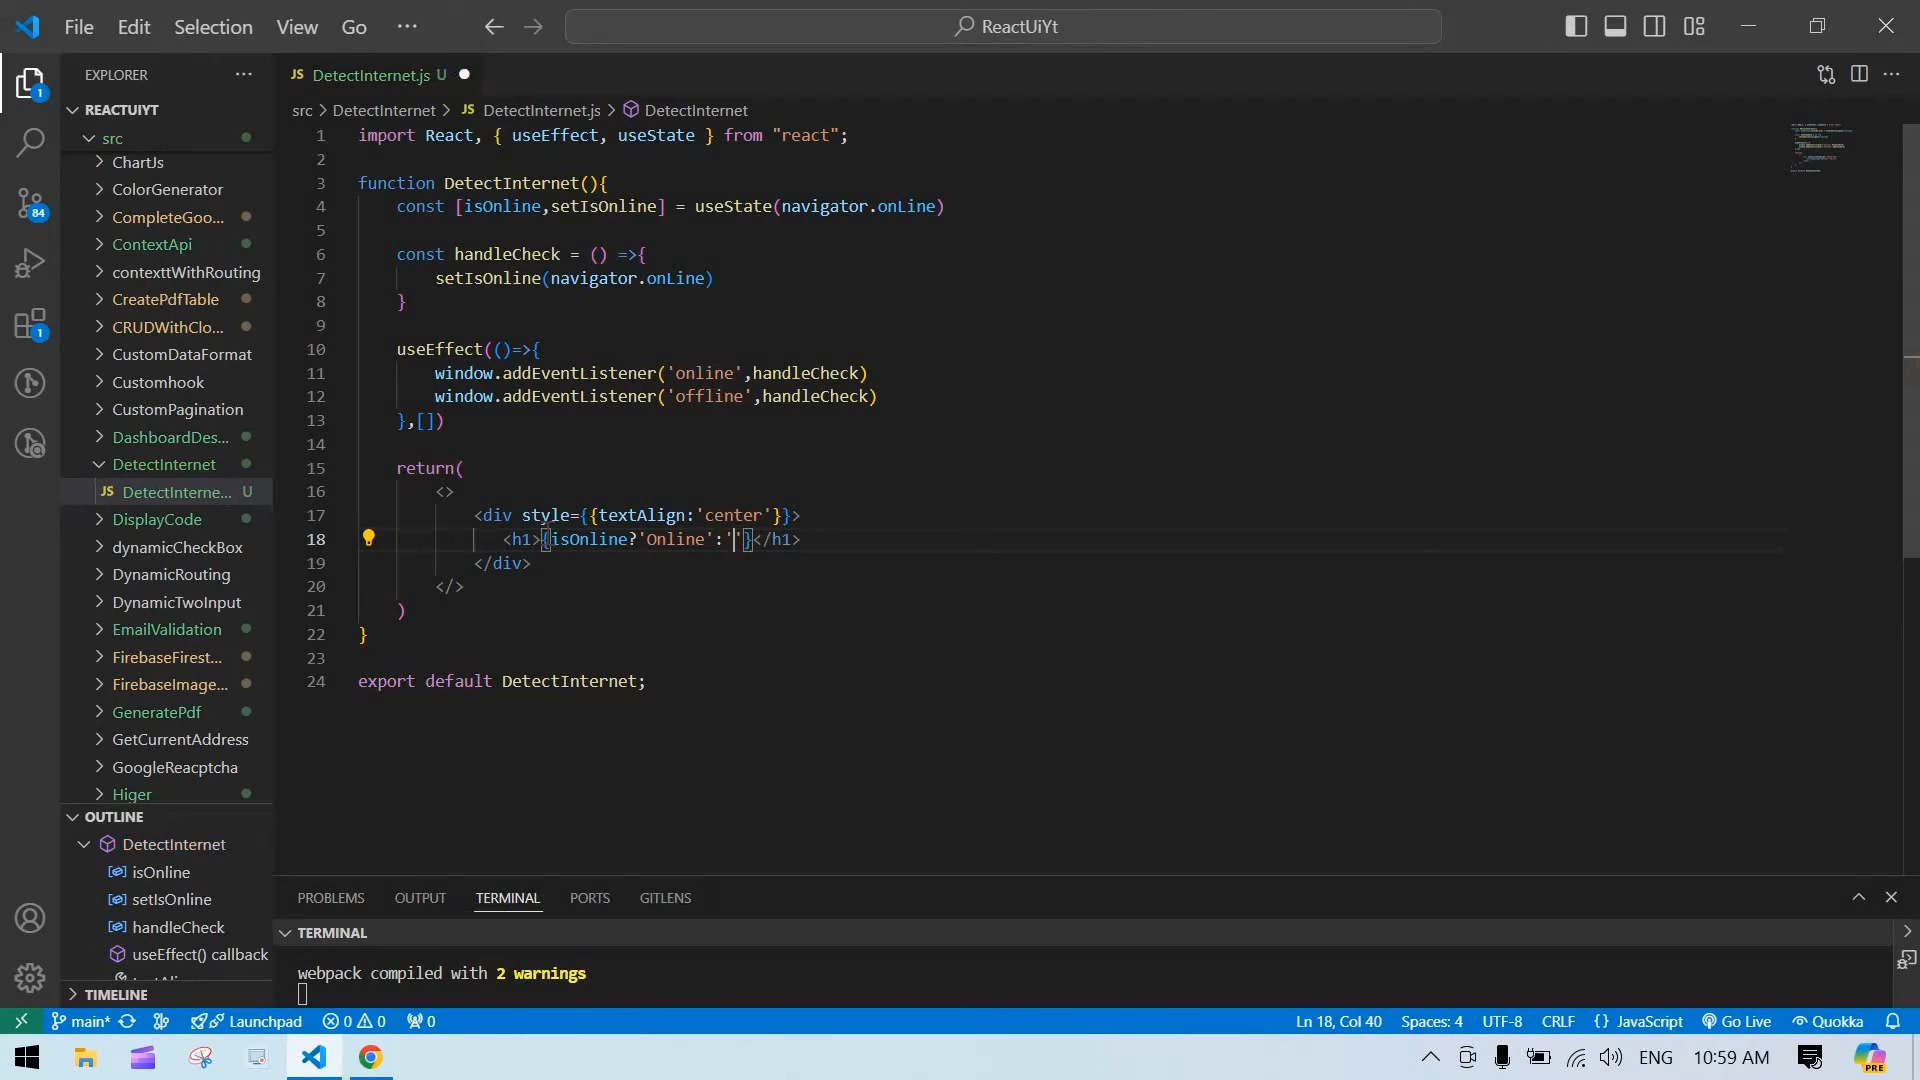 File Edit Selection View Go ··· ReactUiYt
EXPLORER ···
REACTUIYT
src
ChartJs
ColorGenerator
CompleteGoo...
ContextApi
contexttWithRouting
CreatePdfTable
CRUDWithClo...
CustomDataFormat
Customhook
CustomPagination
DashboardDes...
DetectInternet
JS DetectInterne... U
DisplayCode
dynamicCheckBox
DynamicRouting
DynamicTwoInput
EmailValidation
FirebaseFirest...
FirebaseImage...
GeneratePdf
GetCurrentAddress
GoogleReacptcha
Higer
OUTLINE
DetectInternet
isOnline
setIsOnline
handleCheck
useEffect() callback
TIMELINE
1
84
1
JS DetectInternet.js U
src > DetectInternet > JS DetectInternet.js > DetectInternet
1 import React, { useEffect, useState } from "react";
2
3 function DetectInternet(){
4 const [isOnline,setIsOnline] = useState(navigator.onLine)
5
6 const handleCheck = () =>{
7 setIsOnline(navigator.onLine)
8 }
9
10 useEffect(()=>{
11 window.addEventListener('online',handleCheck)
12 window.addEventListener('offline',handleCheck)
13 },[])
14
15 return(
16 <>
17 <div style={{textAlign:'center'}}>
18 <h1>{isOnline?'Online':''}</h1>
19 </div>
20 </>
21 )
22 }
23
24 export default DetectInternet;
PROBLEMS OUTPUT TERMINAL PORTS GITLENS
TERMINAL
webpack compiled with 2 warnings
main* Launchpad 0 0 0 Ln 18, Col 40 Spaces: 4 UTF-8 CRLF {} JavaScript Go Live Quokka
ENG 10:59 AM PRE